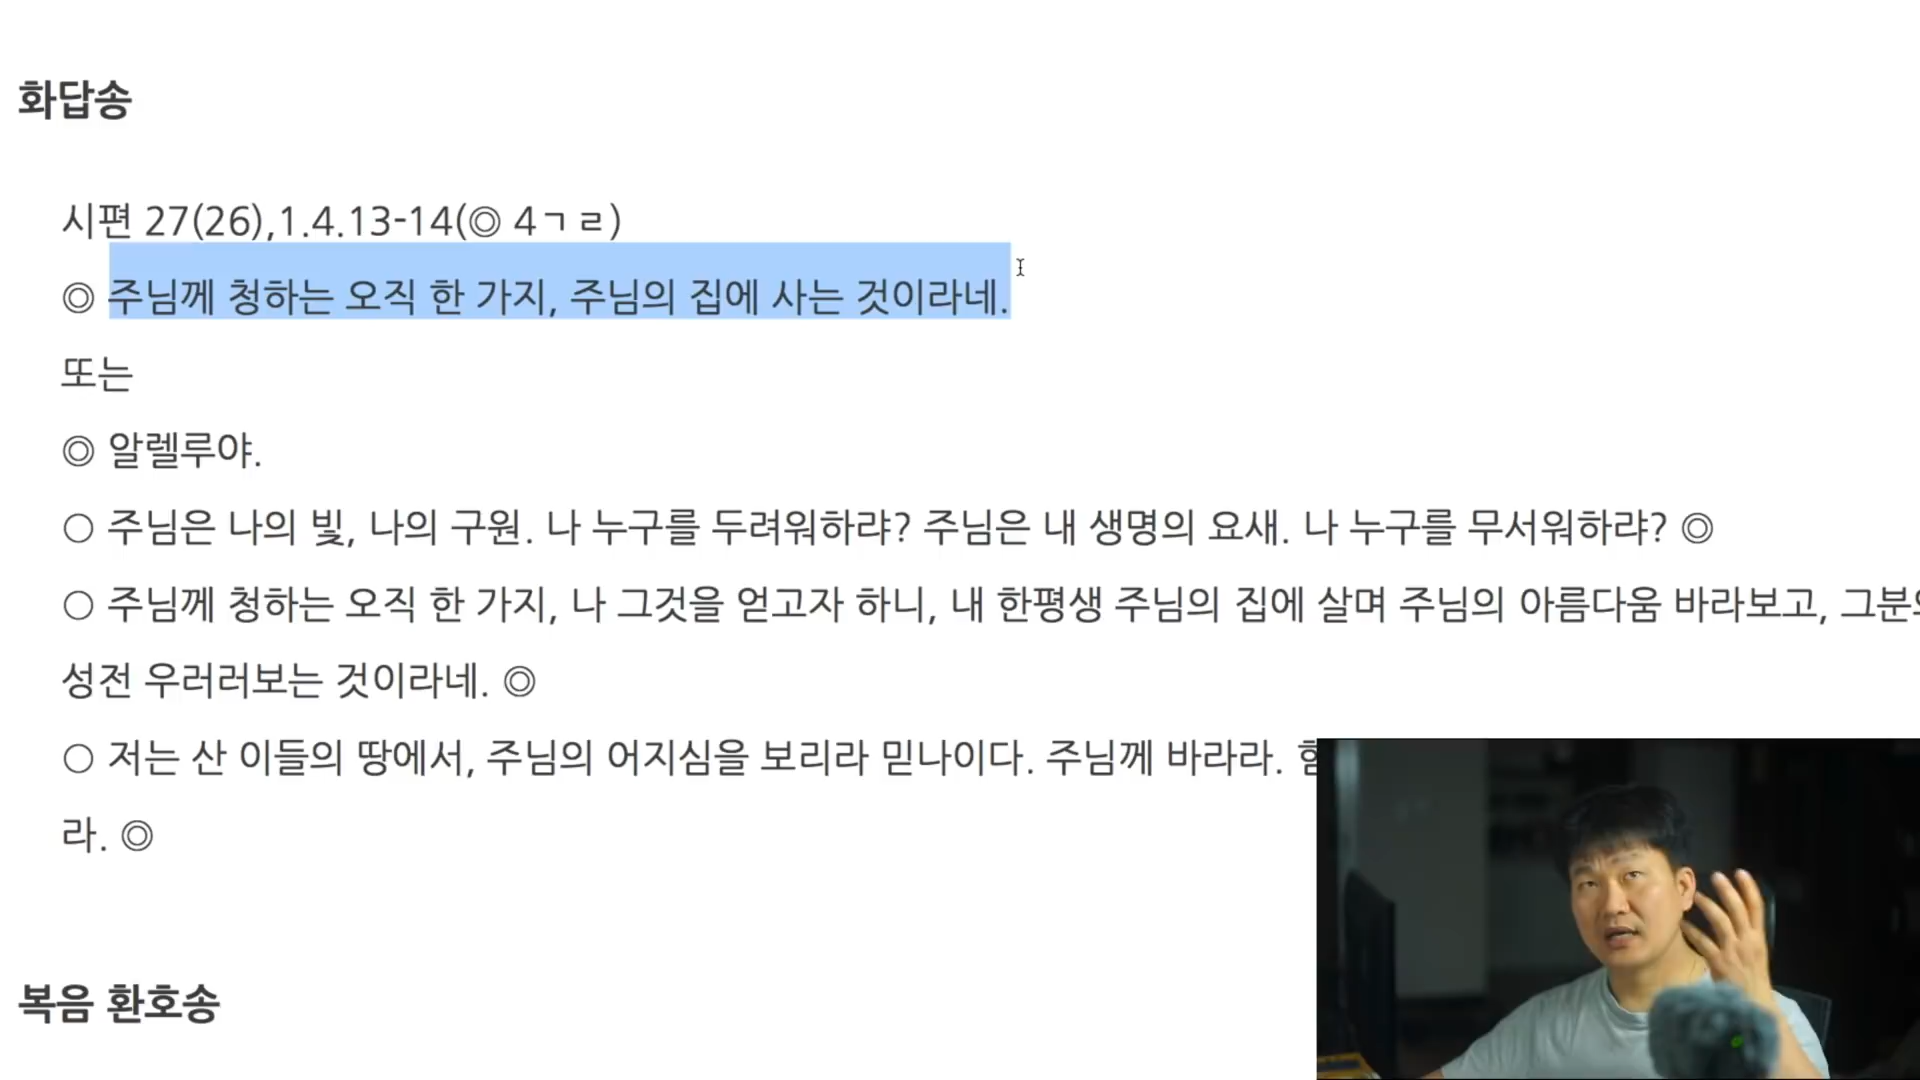 화답송
시편 27(26),1.4.13-14(◎ 4ㄱㄹ)
◎ 주님께 청하는 오직 한 가지, 주님의 집에 사는 것이라네.
또는
◎ 알렐루야.
○ 주님은 나의 빛, 나의 구원. 나 누구를 두려워하랴? 주님은 내 생명의 요새. 나 누구를 무서워하랴? ◎
○ 주님께 청하는 오직 한 가지, 나 그것을 얻고자 하니, 내 한평생 주님의 집에 살며 주님의 아름다움 바라보고,
성전 우러러보는 것이라네. ◎
○ 저는 산 이들의 땅에서, 주님의 어지심을 보리라 믿나이다. 주님께 바라라.
라. ◎
복음 환호송